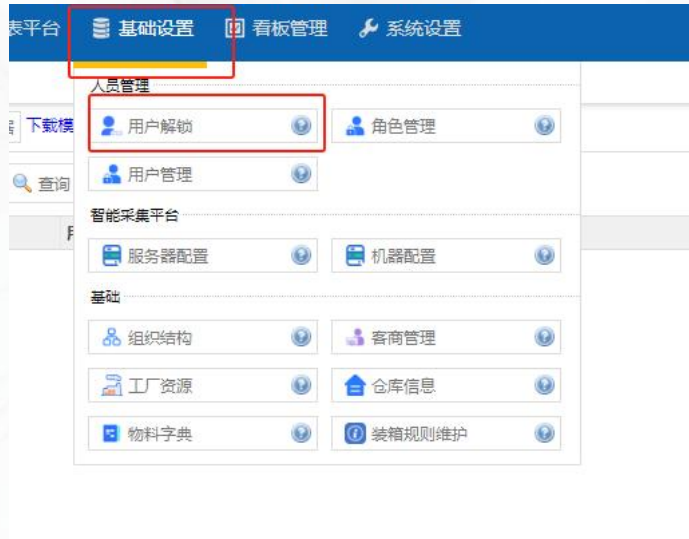 表平台 基础设置 看板管理 系统设置
人员管理
下载模
用户解锁 角色管理
查询
用户管理
智能采集平台
服务器配置 机器配置
基础
组织结构 客商管理
工厂资源 仓库信息
物料字典 装箱规则维护